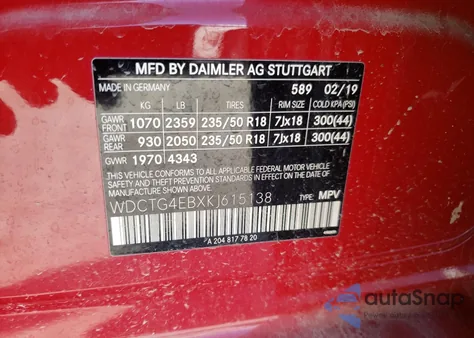 MFD BY DAIMLER AG STUTTGART
MADE IN GERMANY 589 02/19
KG LB TIRES RIM SIZE COLD KPA(PSI)
GAWR FRONT 1070 2359 235/50 R18 7Jx18 300(44)
GAWR REAR 930 2050 235/50 R18 7Jx18 300(44)
GVWR 1970 4343
THIS VEHICLE CONFORMS TO ALL APPLICABLE FEDERAL MOTOR VEHICLE
SAFETY STANDARDS IN EFFECT ON THE DATE OF MANUFACTURE SHOWN ABOVE.
WDCTG4EBXKJ615138 TYPE: MPV
A 204 817 78 20
autoSnap